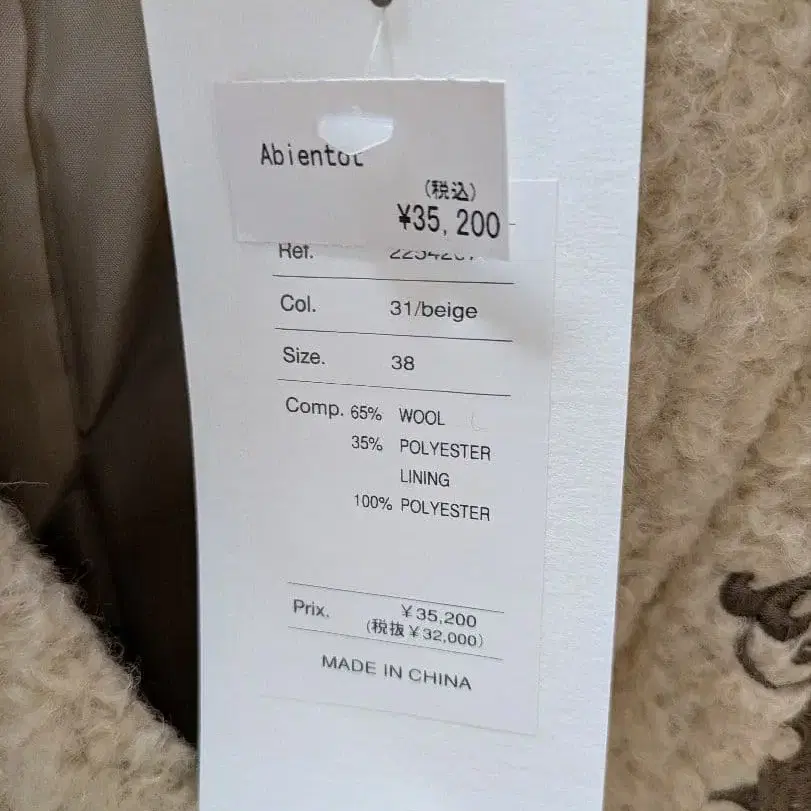 Abientot
(税込)
¥35,200
Ref.
Col. 31/beige
Size. 38
Comp. 65% WOOL
35% POLYESTER
LINING
100% POLYESTER
Prix. ¥35,200
(税抜¥32,000)
MADE IN CHINA